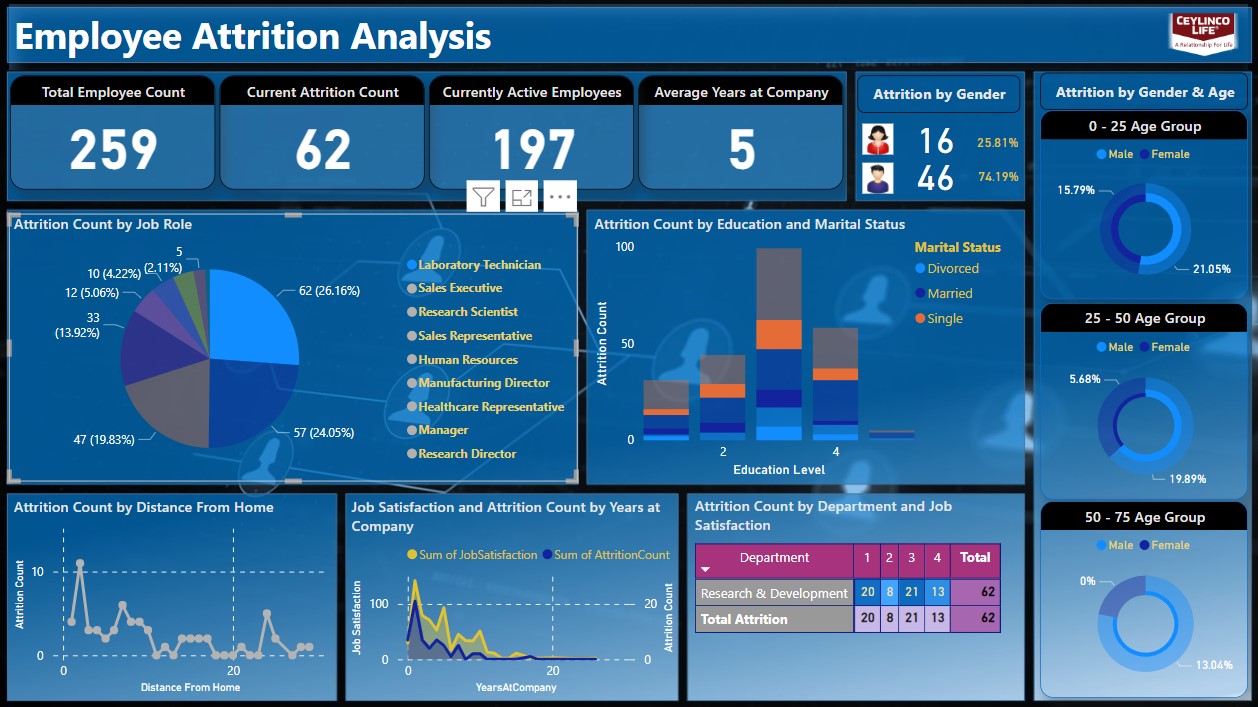 Employee Attrition Analysis
CEYLINCO
LIFE
A Relationship For Life
Total Employee Count
259
Current Attrition Count
62
Currently Active Employees
197
Average Years at Company
5
Attrition by Gender
16 25.81%
46 74.19%
Attrition by Gender & Age
0 - 25 Age Group
Male Female
15.79%
21.05%
25 - 50 Age Group
Male Female
5.68%
19.89%
50 - 75 Age Group
Male Female
0%
13.04%
Attrition Count by Job Role
5
(2.11%)
10 (4.22%)
12 (5.06%)
33
(13.92%)
47 (19.83%)
62 (26.16%)
57 (24.05%)
Laboratory Technician
Sales Executive
Research Scientist
Sales Representative
Human Resources
Manufacturing Director
Healthcare Representative
Manager
Research Director
Attrition Count by Education and Marital Status
Attrition Count
100
50
0
2 4
Education Level
Marital Status
Divorced
Married
Single
Attrition Count by Distance From Home
Attrition Count
10
0
0 20
Distance From Home
Job Satisfaction and Attrition Count by Years at
Company
Sum of JobSatisfaction Sum of AttritionCount
Job Satisfaction
100
0
20
0
Attrition Count
0 20
YearsAtCompany
Attrition Count by Department and Job
Satisfaction
Department 1 2 3 4 Total
Research & Development 20 8 21 13 62
Total Attrition 20 8 21 13 62